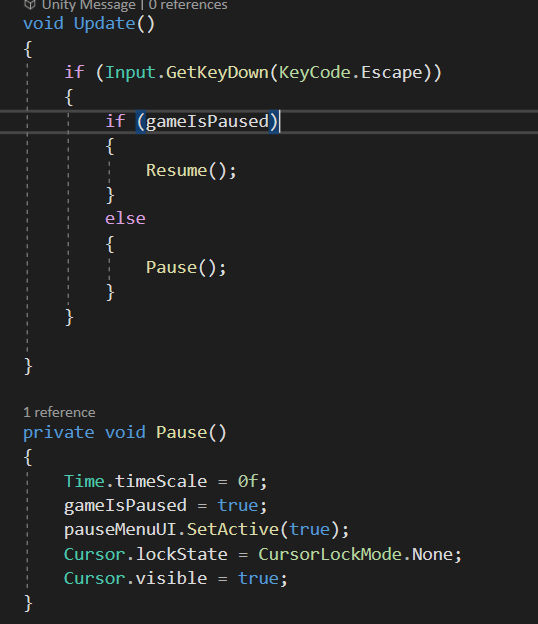 Unity Message | 0 references
void Update()
{
if (Input.GetKeyDown(KeyCode.Escape))
{
if (gameIsPaused)
{
Resume();
}
else
{
Pause();
}
}
}
1 reference
private void Pause()
{
Time.timeScale = 0f;
gameIsPaused = true;
pauseMenuUI.SetActive(true);
Cursor.lockState = CursorLockMode.None;
Cursor.visible = true;
}